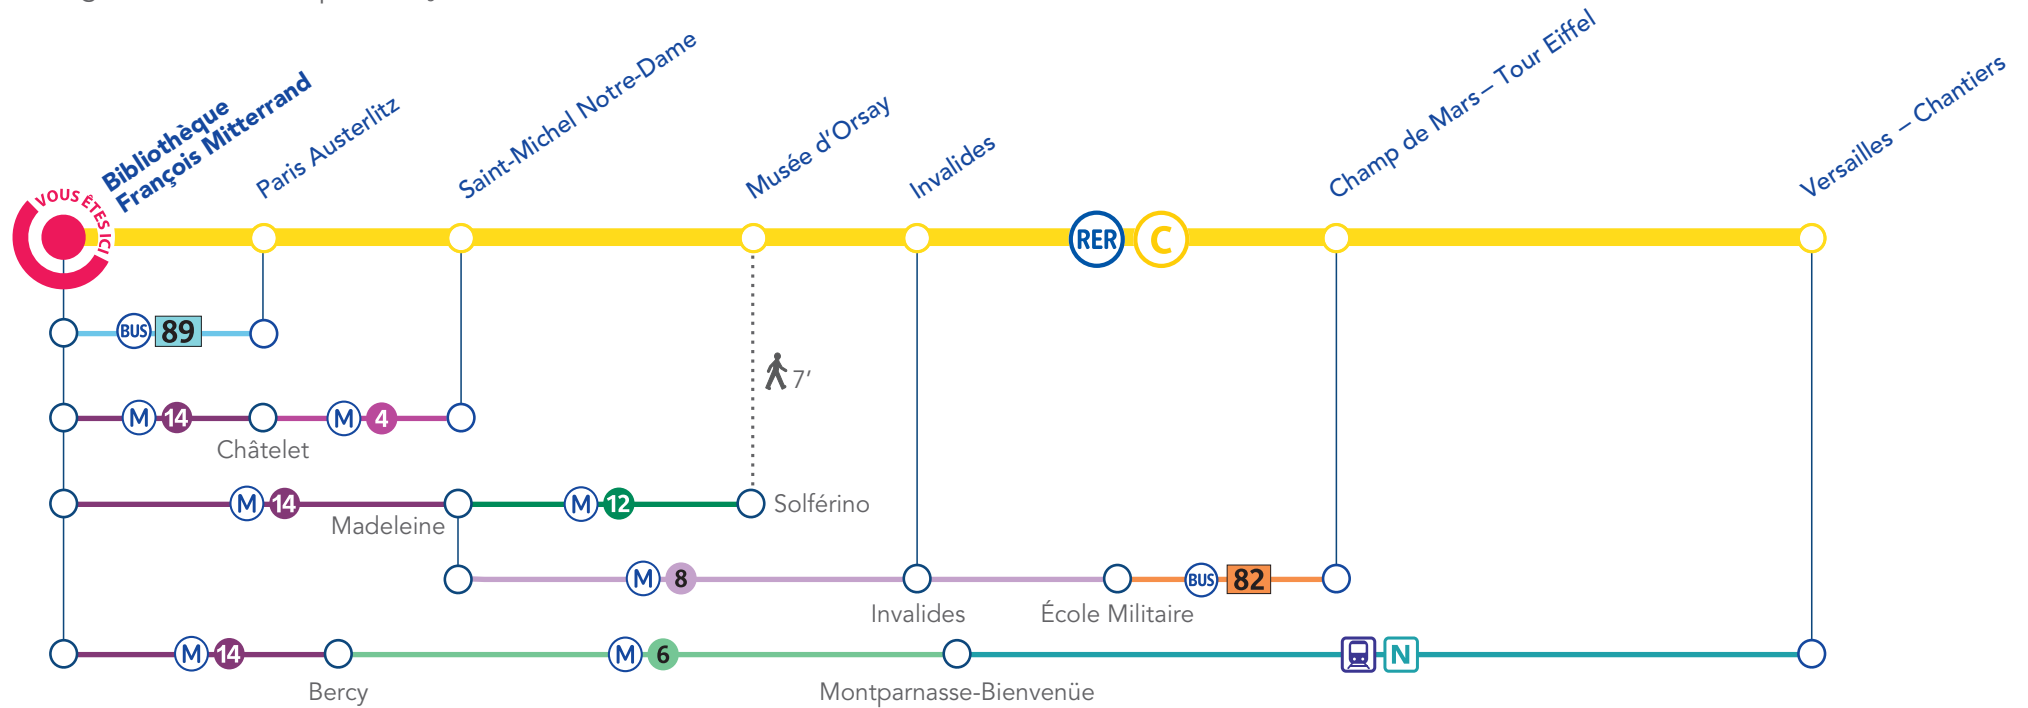 Bibliothèque
François Mitterrand
Paris Austerlitz
Saint-Michel Notre-Dame
Musée d'Orsay
Invalides
Champ de Mars – Tour Eiffel
Versailles – Chantiers
VOUS ÊTES ICI
RER C
BUS 89
7'
M 14 M 4
Châtelet
M 14 M 12 Solférino
Madeleine
M 8 BUS 82
Invalides École Militaire
M 14 M 6 N
Bercy Montparnasse-Bienvenüe